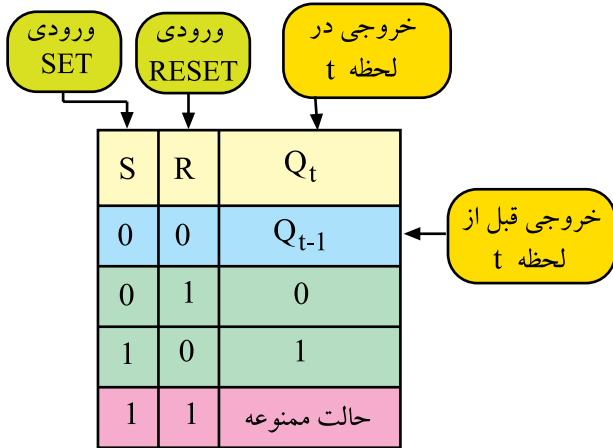 ورودی
SET
ورودی
RESET
خروجی در
لحظه t
S R Qt
0 0 Qt-1
خروجی قبل از
لحظه t
0 1 0
1 0 1
1 1 حالت ممنوعه